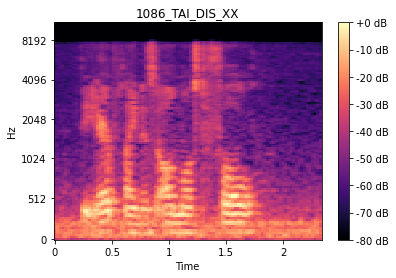 1086_TAI_DIS_XX
+0 dB
8192
-10 dB
4096
-20 dB
-30 dB
2048
Hz
-40 dB
1024
-50 dB
512
-60 dB
-70 dB
0
-80 dB
0
0.5
1
1.5
2
Time